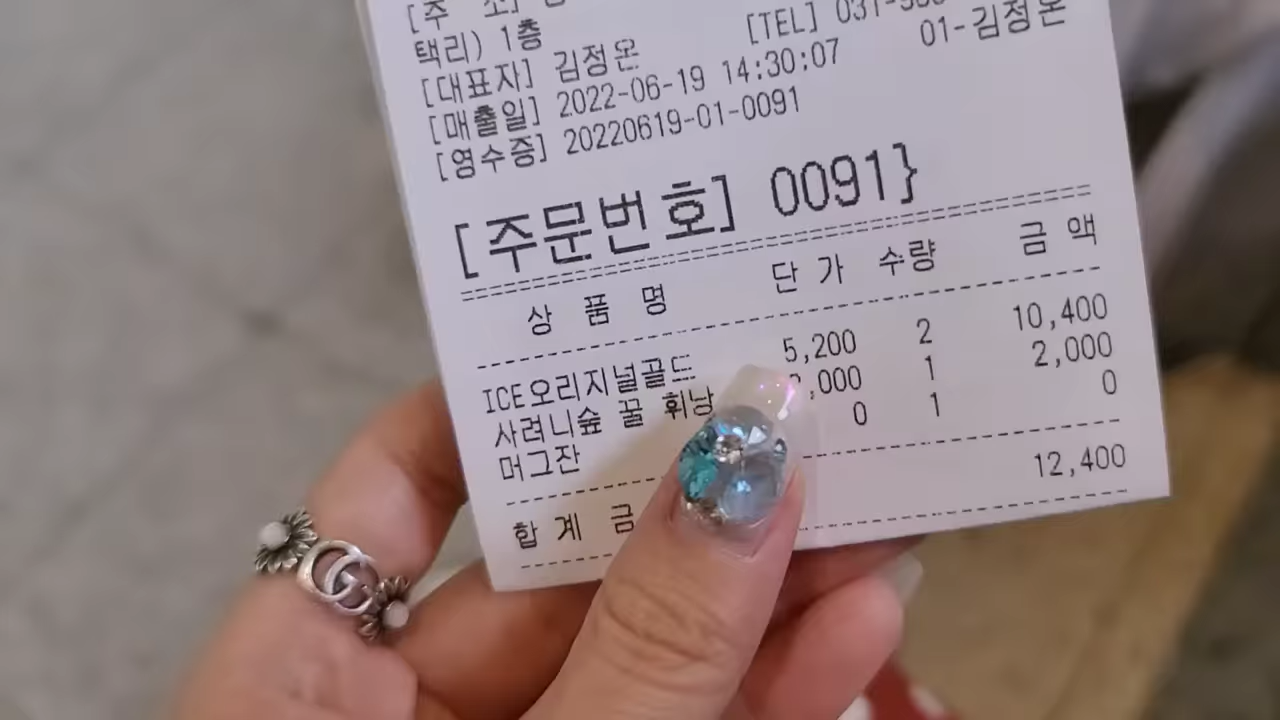 [주 소]
택리) 1층 [TEL] 031-
[대표자] 김정온 01-김정온
[매출일] 2022-06-19 14:30:07
[영수증] 20220619-01-0091
[주문번호] 0091}
상 품 명 단 가 수량 금 액
ICE오리지널골드 5,200 2 10,400
사려니숲 꿀 휘낭 ,000 1 2,000
머그잔 0 1 0
합 계 금 12,400